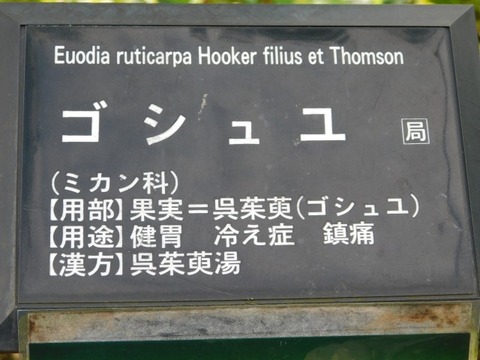 Euodia ruticarpa Hooker filius et Thomson
ゴシュユ 局
(ミカン科)
【用部】果実＝呉茱萸(ゴシュユ)
【用途】健胃 冷え症 鎮痛
【漢方】呉茱萸湯